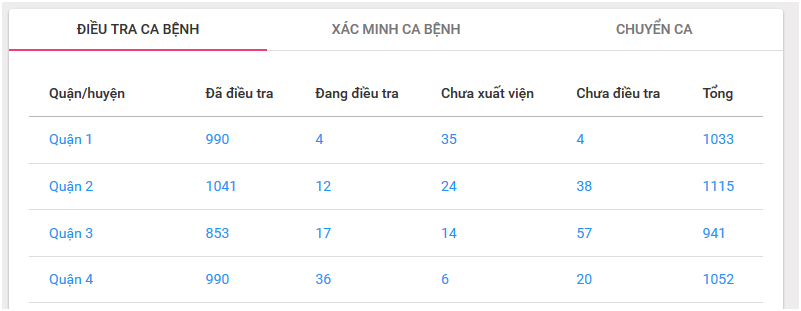 ĐIỀU TRA CA BỆNH XÁC MINH CA BỆNH CHUYỂN CA
Quận/huyện Đã điều tra Đang điều tra Chưa xuất viện Chưa điều tra Tổng
Quận 1 990 4 35 4 1033
Quận 2 1041 12 24 38 1115
Quận 3 853 17 14 57 941
Quận 4 990 36 6 20 1052